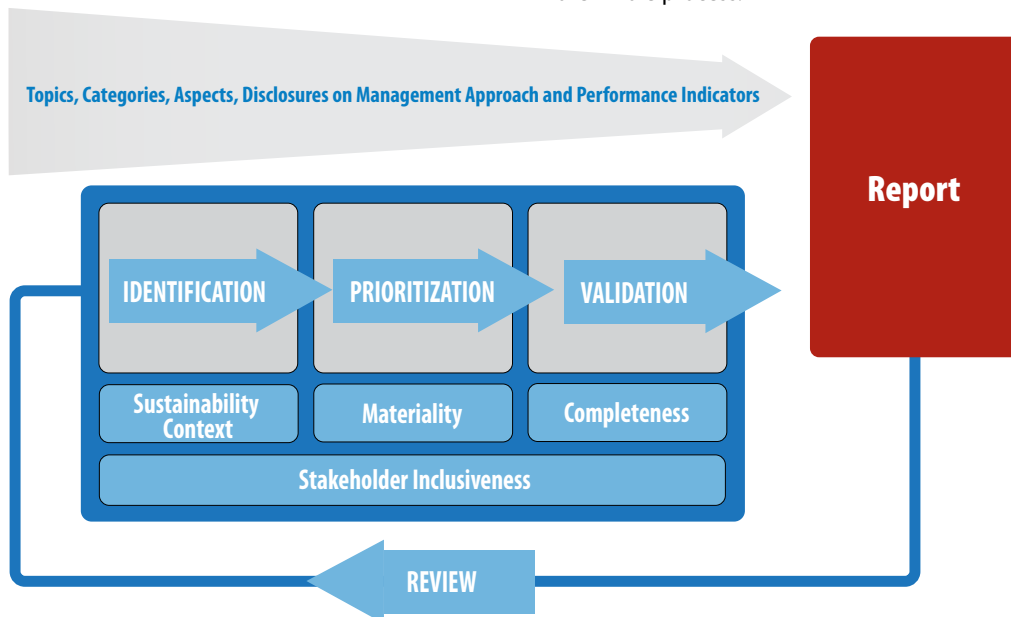 Topics, Categories, Aspects, Disclosures on Management Approach and Performance Indicators
Report
IDENTIFICATION
PRIORITIZATION
VALIDATION
Sustainability
Context
Materiality
Completeness
Stakeholder Inclusiveness
REVIEW